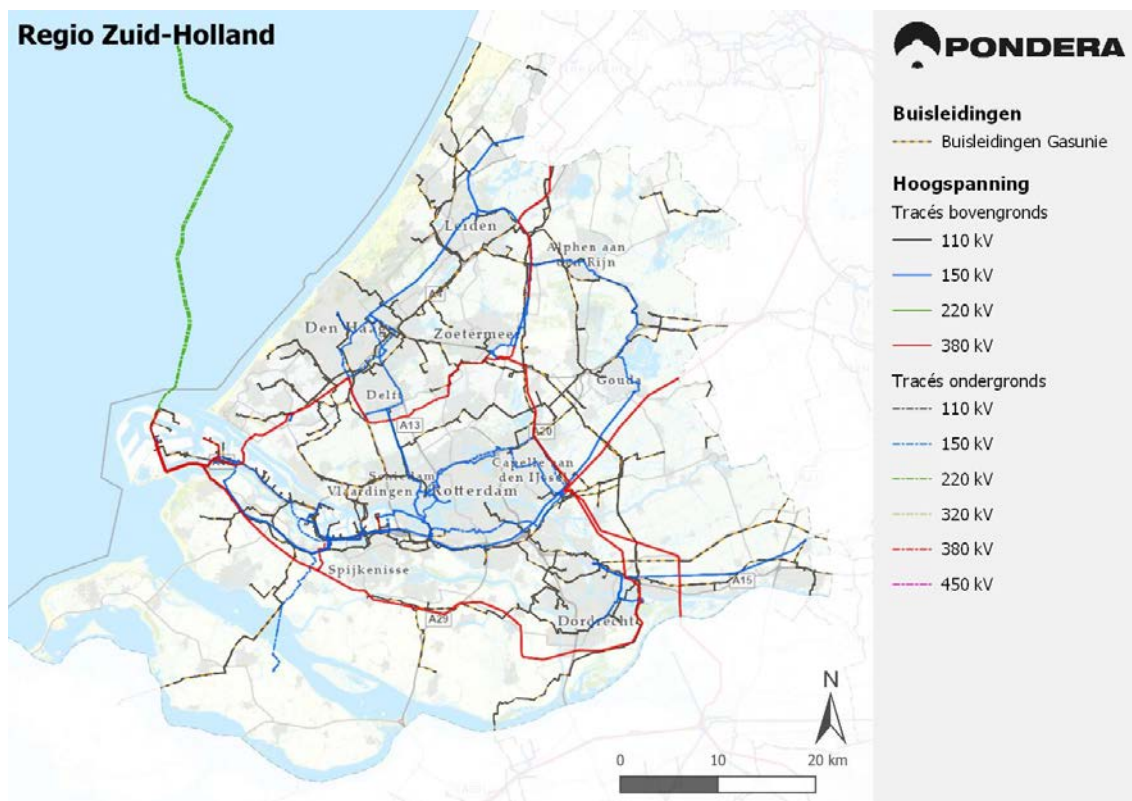 Regio Zuid-Holland
PONDERA
Buisleidingen
Buisleidingen Gasunie
Hoogspanning
Tracés bovengronds
110 kV
150 kV
220 kV
380 kV
Tracés ondergronds
110 kV
150 kV
220 kV
320 kV
380 kV
450 kV
Leiden
Alphen aan
den Rijn
A4
Den Haag
Zoetermeer
Gouda
Delft
A13
A20
Capelle aan
den IJssel
Schiedam
Vlaardingen
Rotterdam
Spijkenisse
A15
A29
Dordrecht
N
0 10 20 km